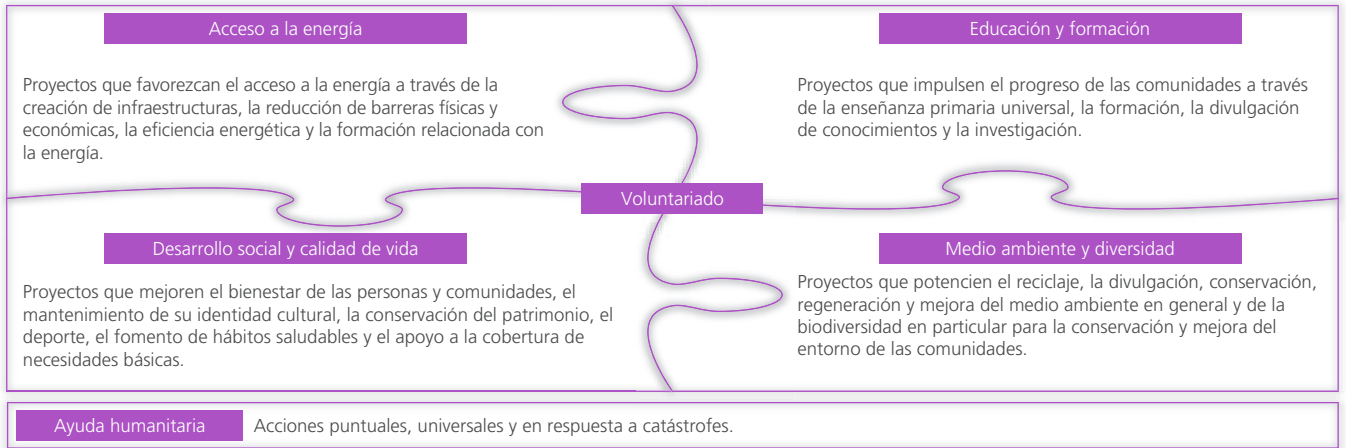 Acceso a la energía
Proyectos que favorezcan el acceso a la energía a través de la
creación de infraestructuras, la reducción de barreras físicas y
económicas, la eficiencia energética y la formación relacionada con
la energía.
Educación y formación
Proyectos que impulsen el progreso de las comunidades a través
de la enseñanza primaria universal, la formación, la divulgación
de conocimientos y la investigación.
Voluntariado
Desarrollo social y calidad de vida
Proyectos que mejoren el bienestar de las personas y comunidades, el
mantenimiento de su identidad cultural, la conservación del patrimonio, el
deporte, el fomento de hábitos saludables y el apoyo a la cobertura de
necesidades básicas.
Medio ambiente y diversidad
Proyectos que potencien el reciclaje, la divulgación, conservación,
regeneración y mejora del medio ambiente en general y de la
biodiversidad en particular para la conservación y mejora del
entorno de las comunidades.
Ayuda humanitaria
Acciones puntuales, universales y en respuesta a catástrofes.